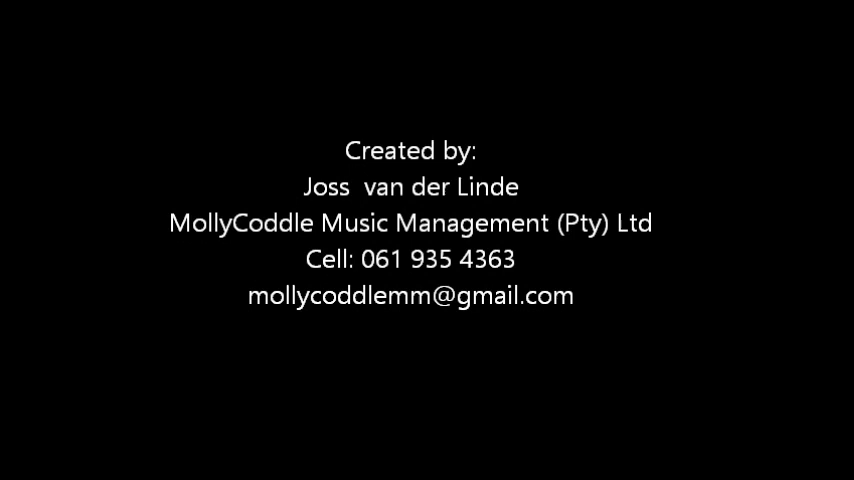 Created by:
Joss  van der Linde
MollyCoddle Music Management (Pty) Ltd
Cell: 061 935 4363
mollycoddlemm@gmail.com